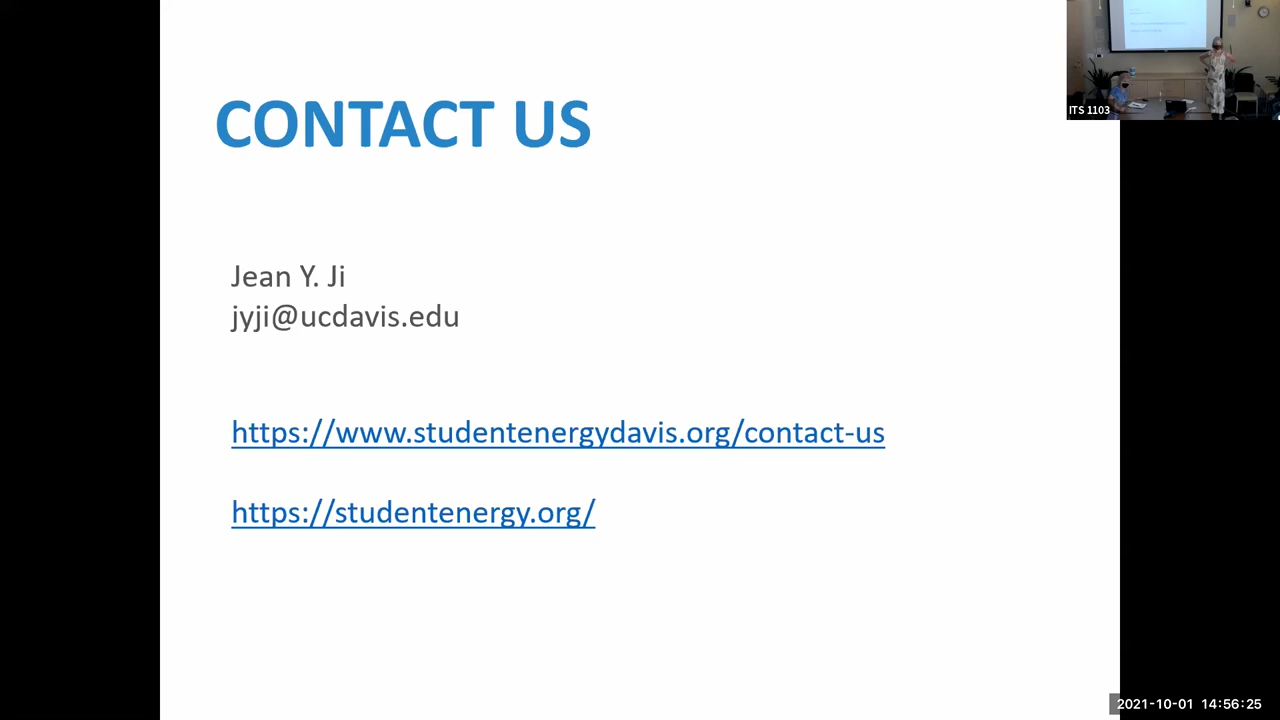 CONTACT US
ITS 1103
Jean Y. Ji
jyji@ucdavis.edu
https://www.studentenergydavis.org/contact-us
https://studentenergy.org/
2021-10-01 14:56:25